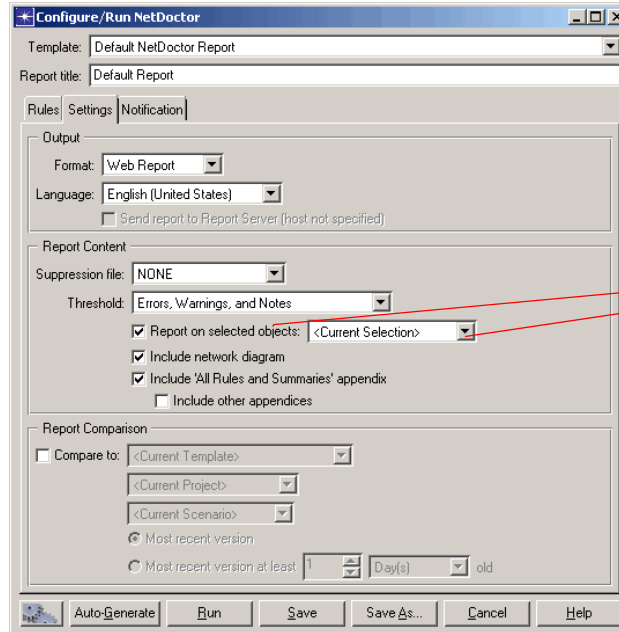 Configure/Run NetDoctor
Template: Default NetDoctor Report
Report title: Default Report
Rules Settings Notification
Output
Format: Web Report
Language: English (United States)
Send report to Report Server (host not specified)
Report Content
Suppression file: NONE
Threshold: Errors, Warnings, and Notes
Report on selected objects: <Current Selection>
Include network diagram
Include 'All Rules and Summaries' appendix
Include other appendices
Report Comparison
Compare to: <Current Template>
<Current Project>
<Current Scenario>
Most recent version
Most recent version at least 1 Day(s) old
Auto-Generate Run Save Save As... Cancel Help